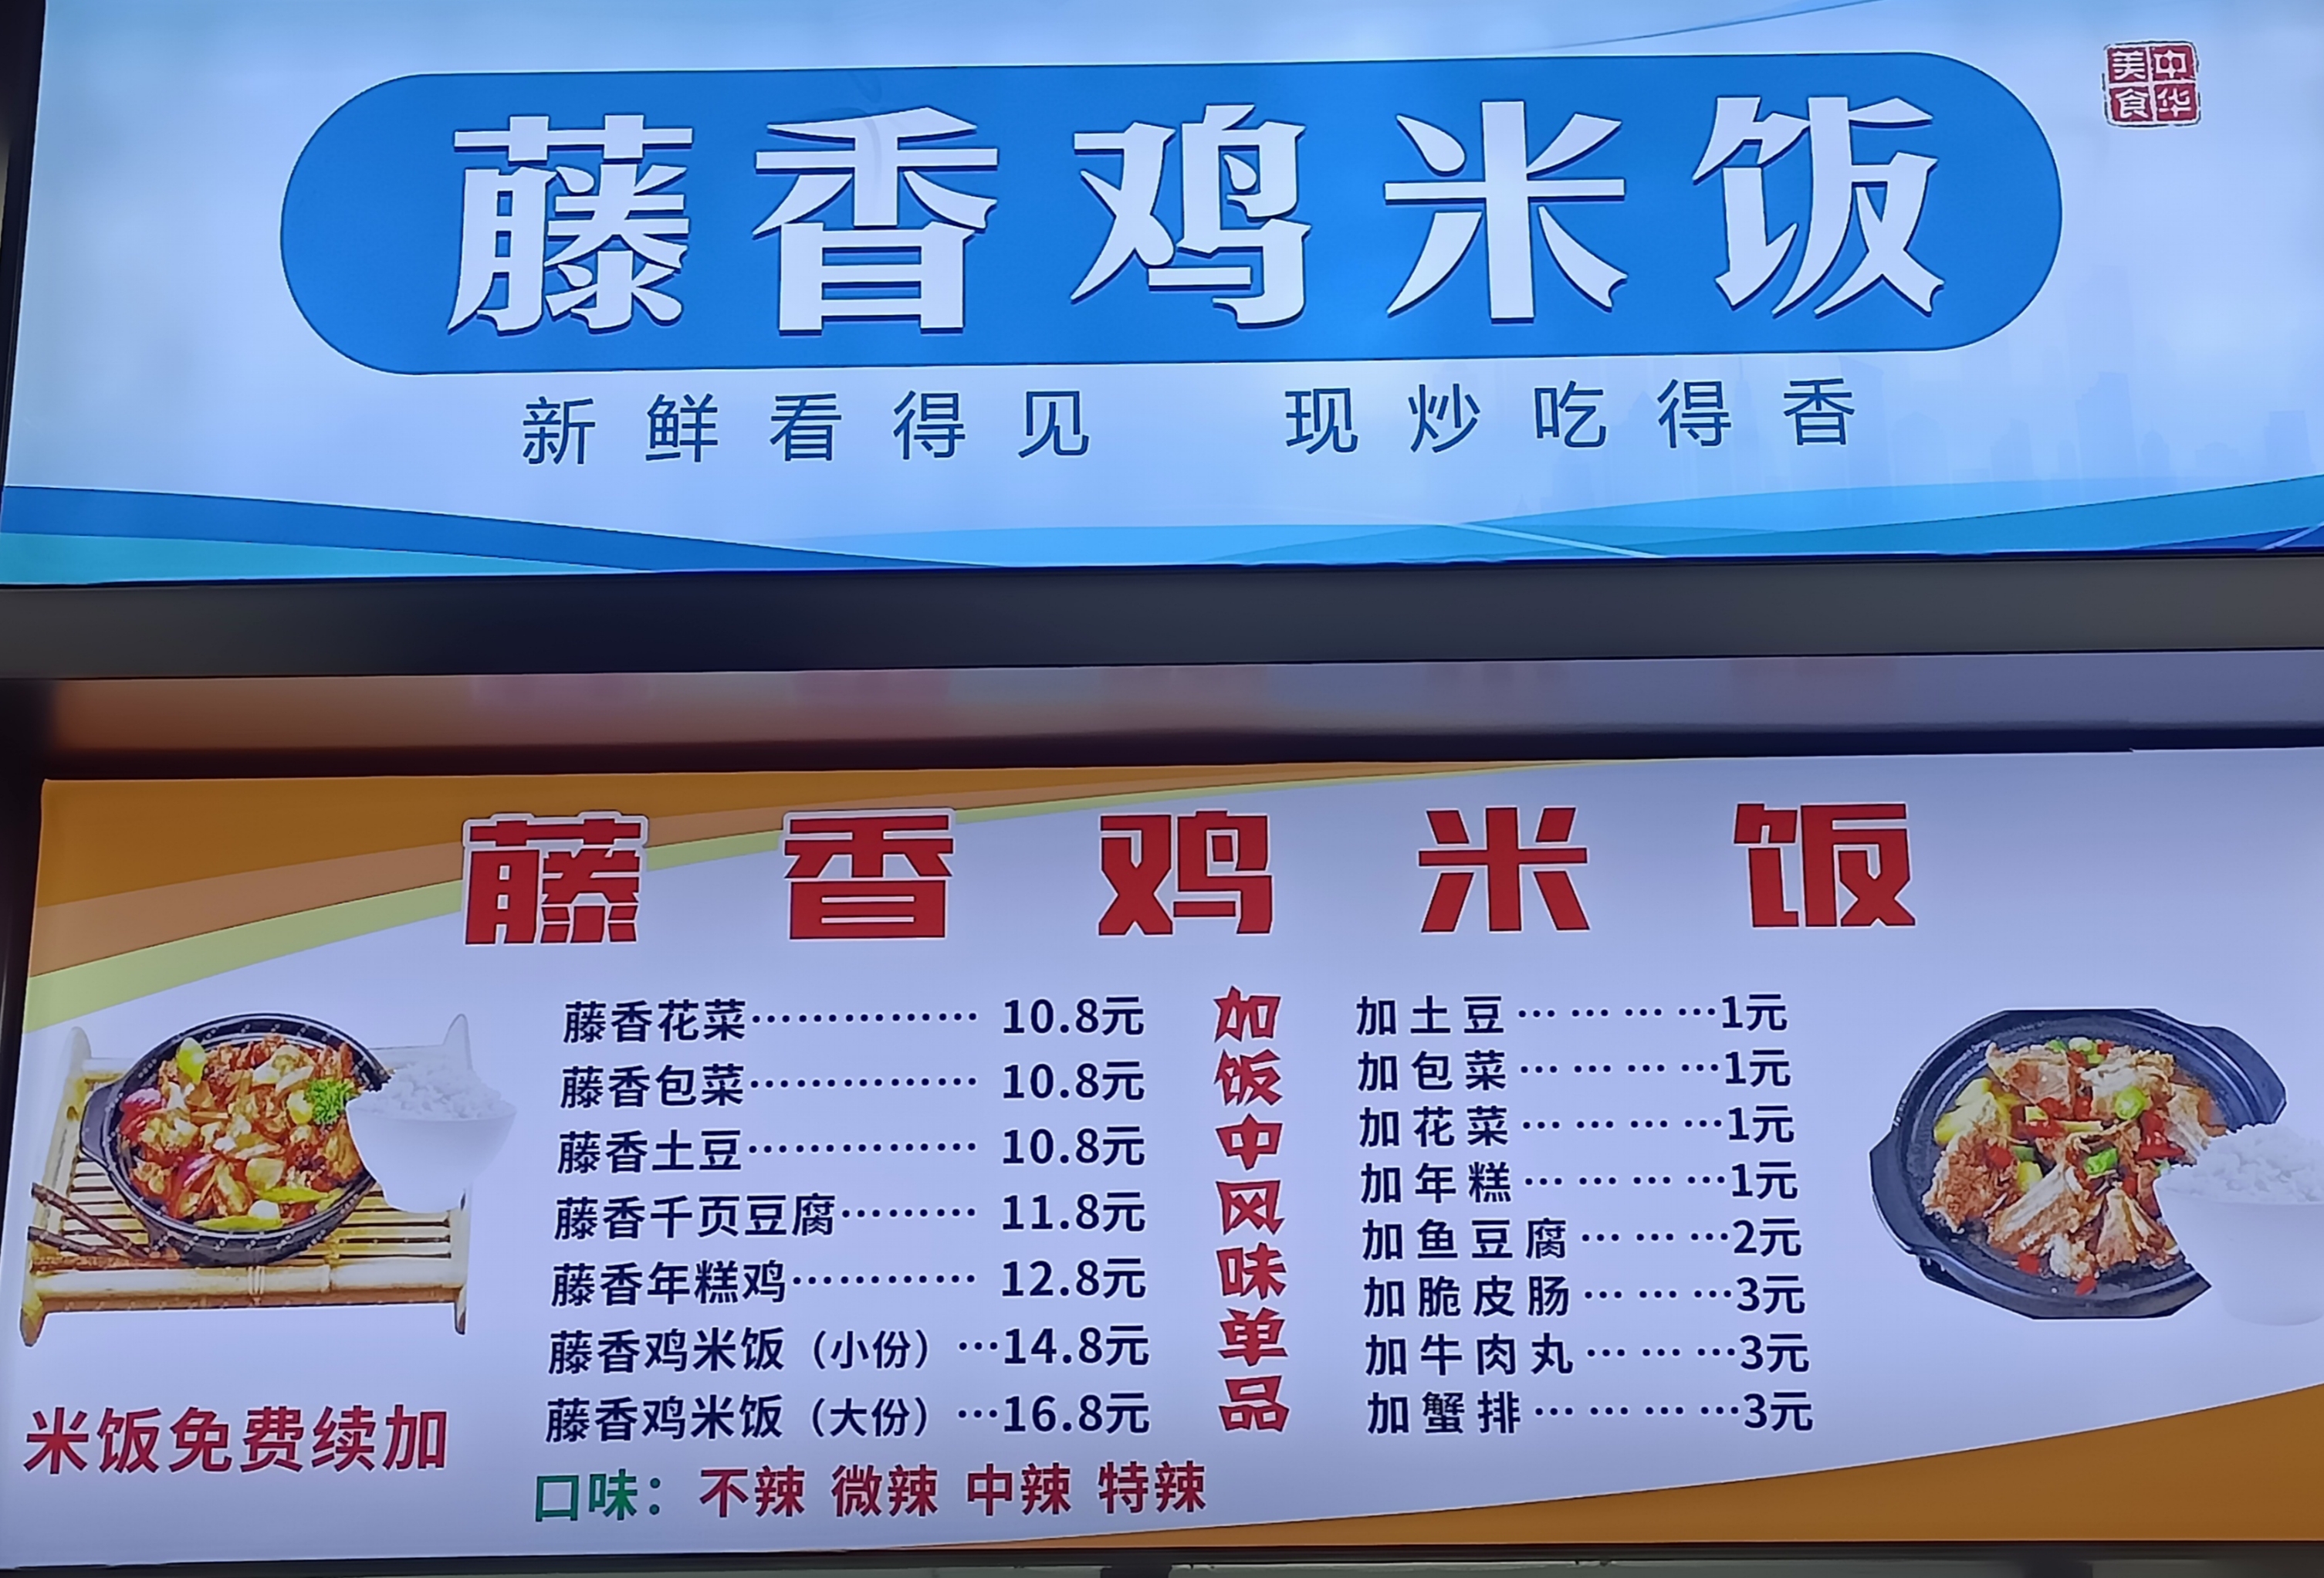 藤香鸡米饭
中华美食
新鲜看得见 现炒吃得香
藤香鸡米饭
藤香花菜…………… 10.8元
藤香包菜…………… 10.8元
藤香土豆…………… 10.8元
藤香千页豆腐……… 11.8元
藤香年糕鸡………… 12.8元
藤香鸡米饭（小份）…14.8元
藤香鸡米饭（大份）…16.8元
口味：不辣 微辣 中辣 特辣
加饭中风味单品
加土豆… … … …1元
加包菜… … … …1元
加花菜… … … …1元
加年糕… … … …1元
加鱼豆腐… … …2元
加脆皮肠… … …3元
加牛肉丸… … …3元
加蟹排… … … …3元
米饭免费续加